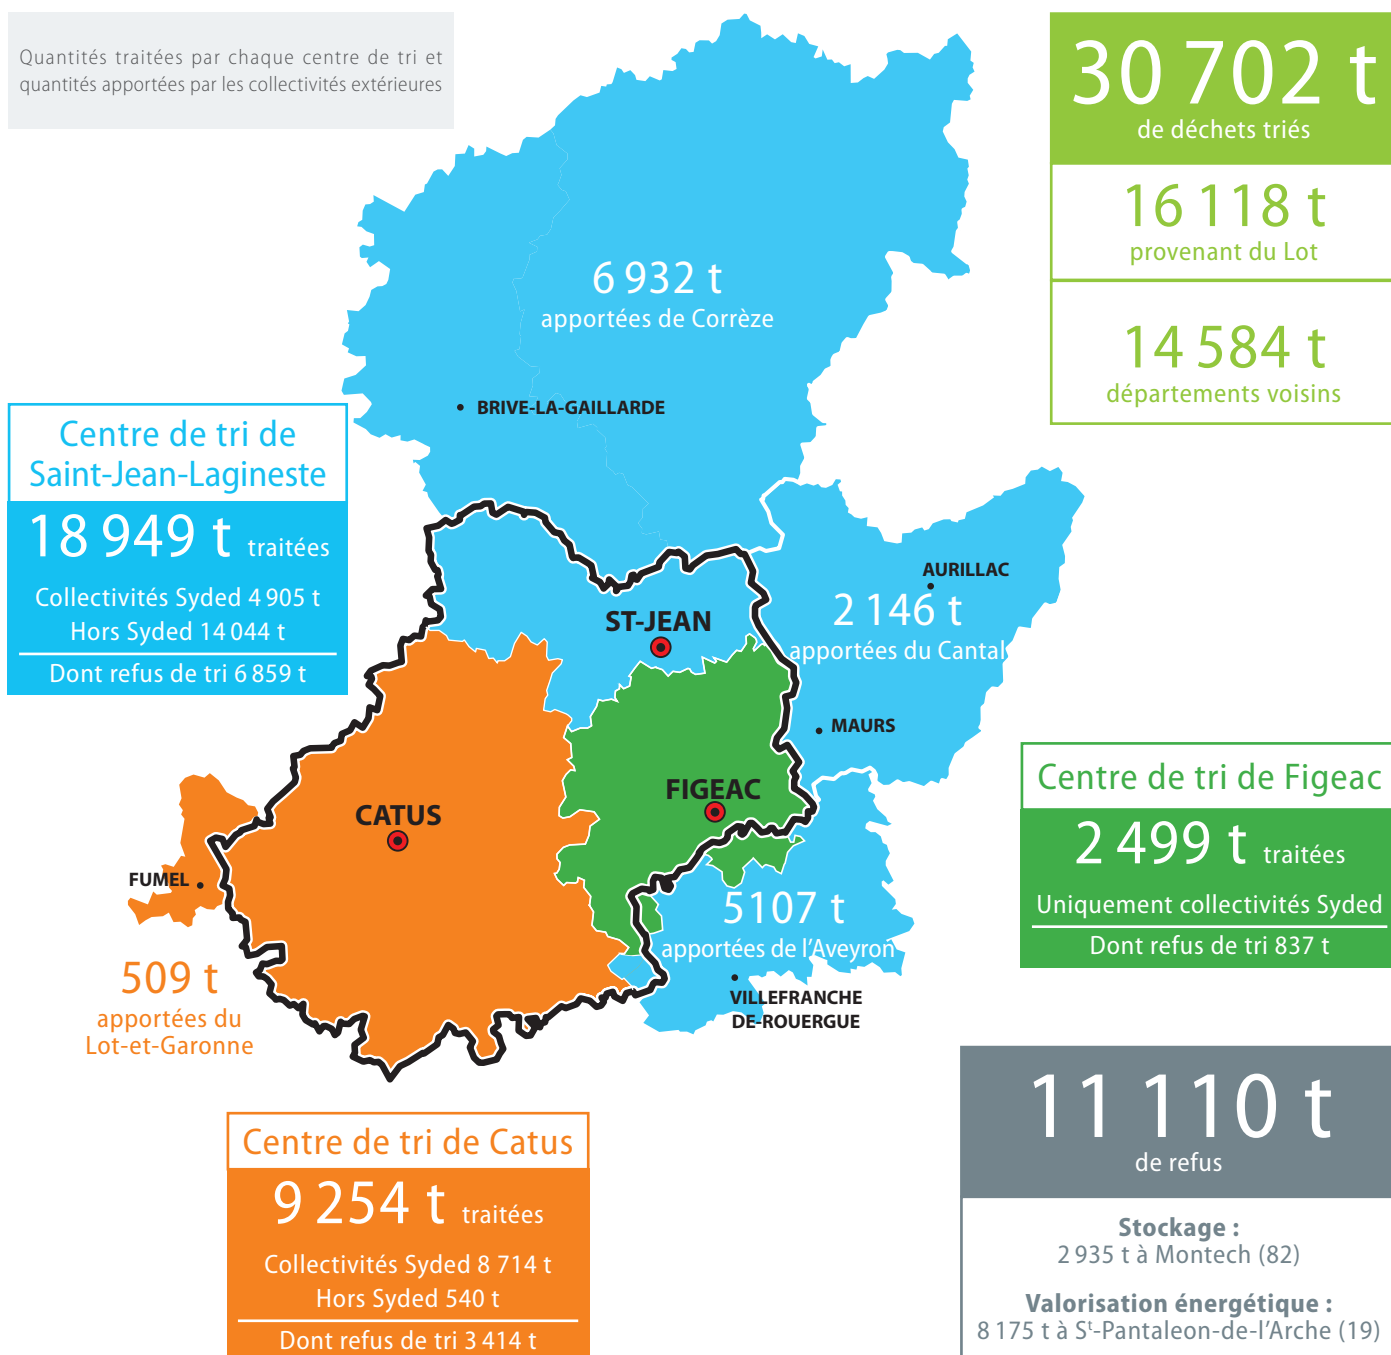 Quantités traitées par chaque centre de tri et
quantités apportées par les collectivités extérieures
30 702 t
de déchets triés
16 118 t
provenant du Lot
14 584 t
départements voisins
6 932 t
apportées de Corrèze
BRIVE-LA-GAILLARDE
Centre de tri de
Saint-Jean-Lagineste
18 949 t traitées
Collectivités Syded 4 905 t
Hors Syded 14 044 t
Dont refus de tri 6 859 t
AURILLAC
2 146 t
apportées du Cantal
MAURS
ST-JEAN
FIGEAC
CATUS
FUMEL
Centre de tri de Figeac
2 499 t traitées
Uniquement collectivités Syded
Dont refus de tri 837 t
5107 t
apportées de l'Aveyron
VILLEFRANCHE
DE-ROUERGUE
509 t
apportées du
Lot-et-Garonne
Centre de tri de Catus
9 254 t traitées
Collectivités Syded 8 714 t
Hors Syded 540 t
Dont refus de tri 3 414 t
11 110 t
de refus
Stockage :
2 935 t à Montech (82)
Valorisation énergétique :
8 175 t à St-Pantaleon-de-l'Arche (19)